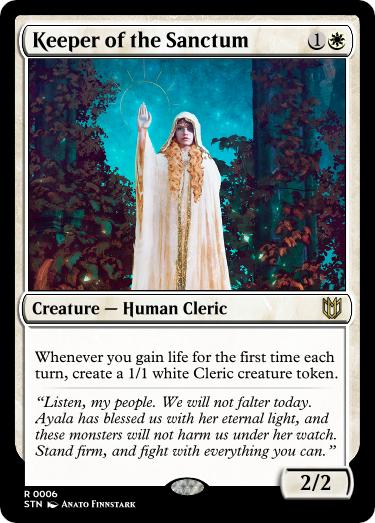 Keeper of the Sanctum 1
Creature — Human Cleric
Whenever you gain life for the first time each
turn, create a 1/1 white Cleric creature token.
“Listen, my people. We will not falter today.
Ayala has blessed us with her eternal light, and
these monsters will not harm us under her watch.
Stand firm, and fight with everything you can.”
2/2
R 0006
STN Anato Finnstark